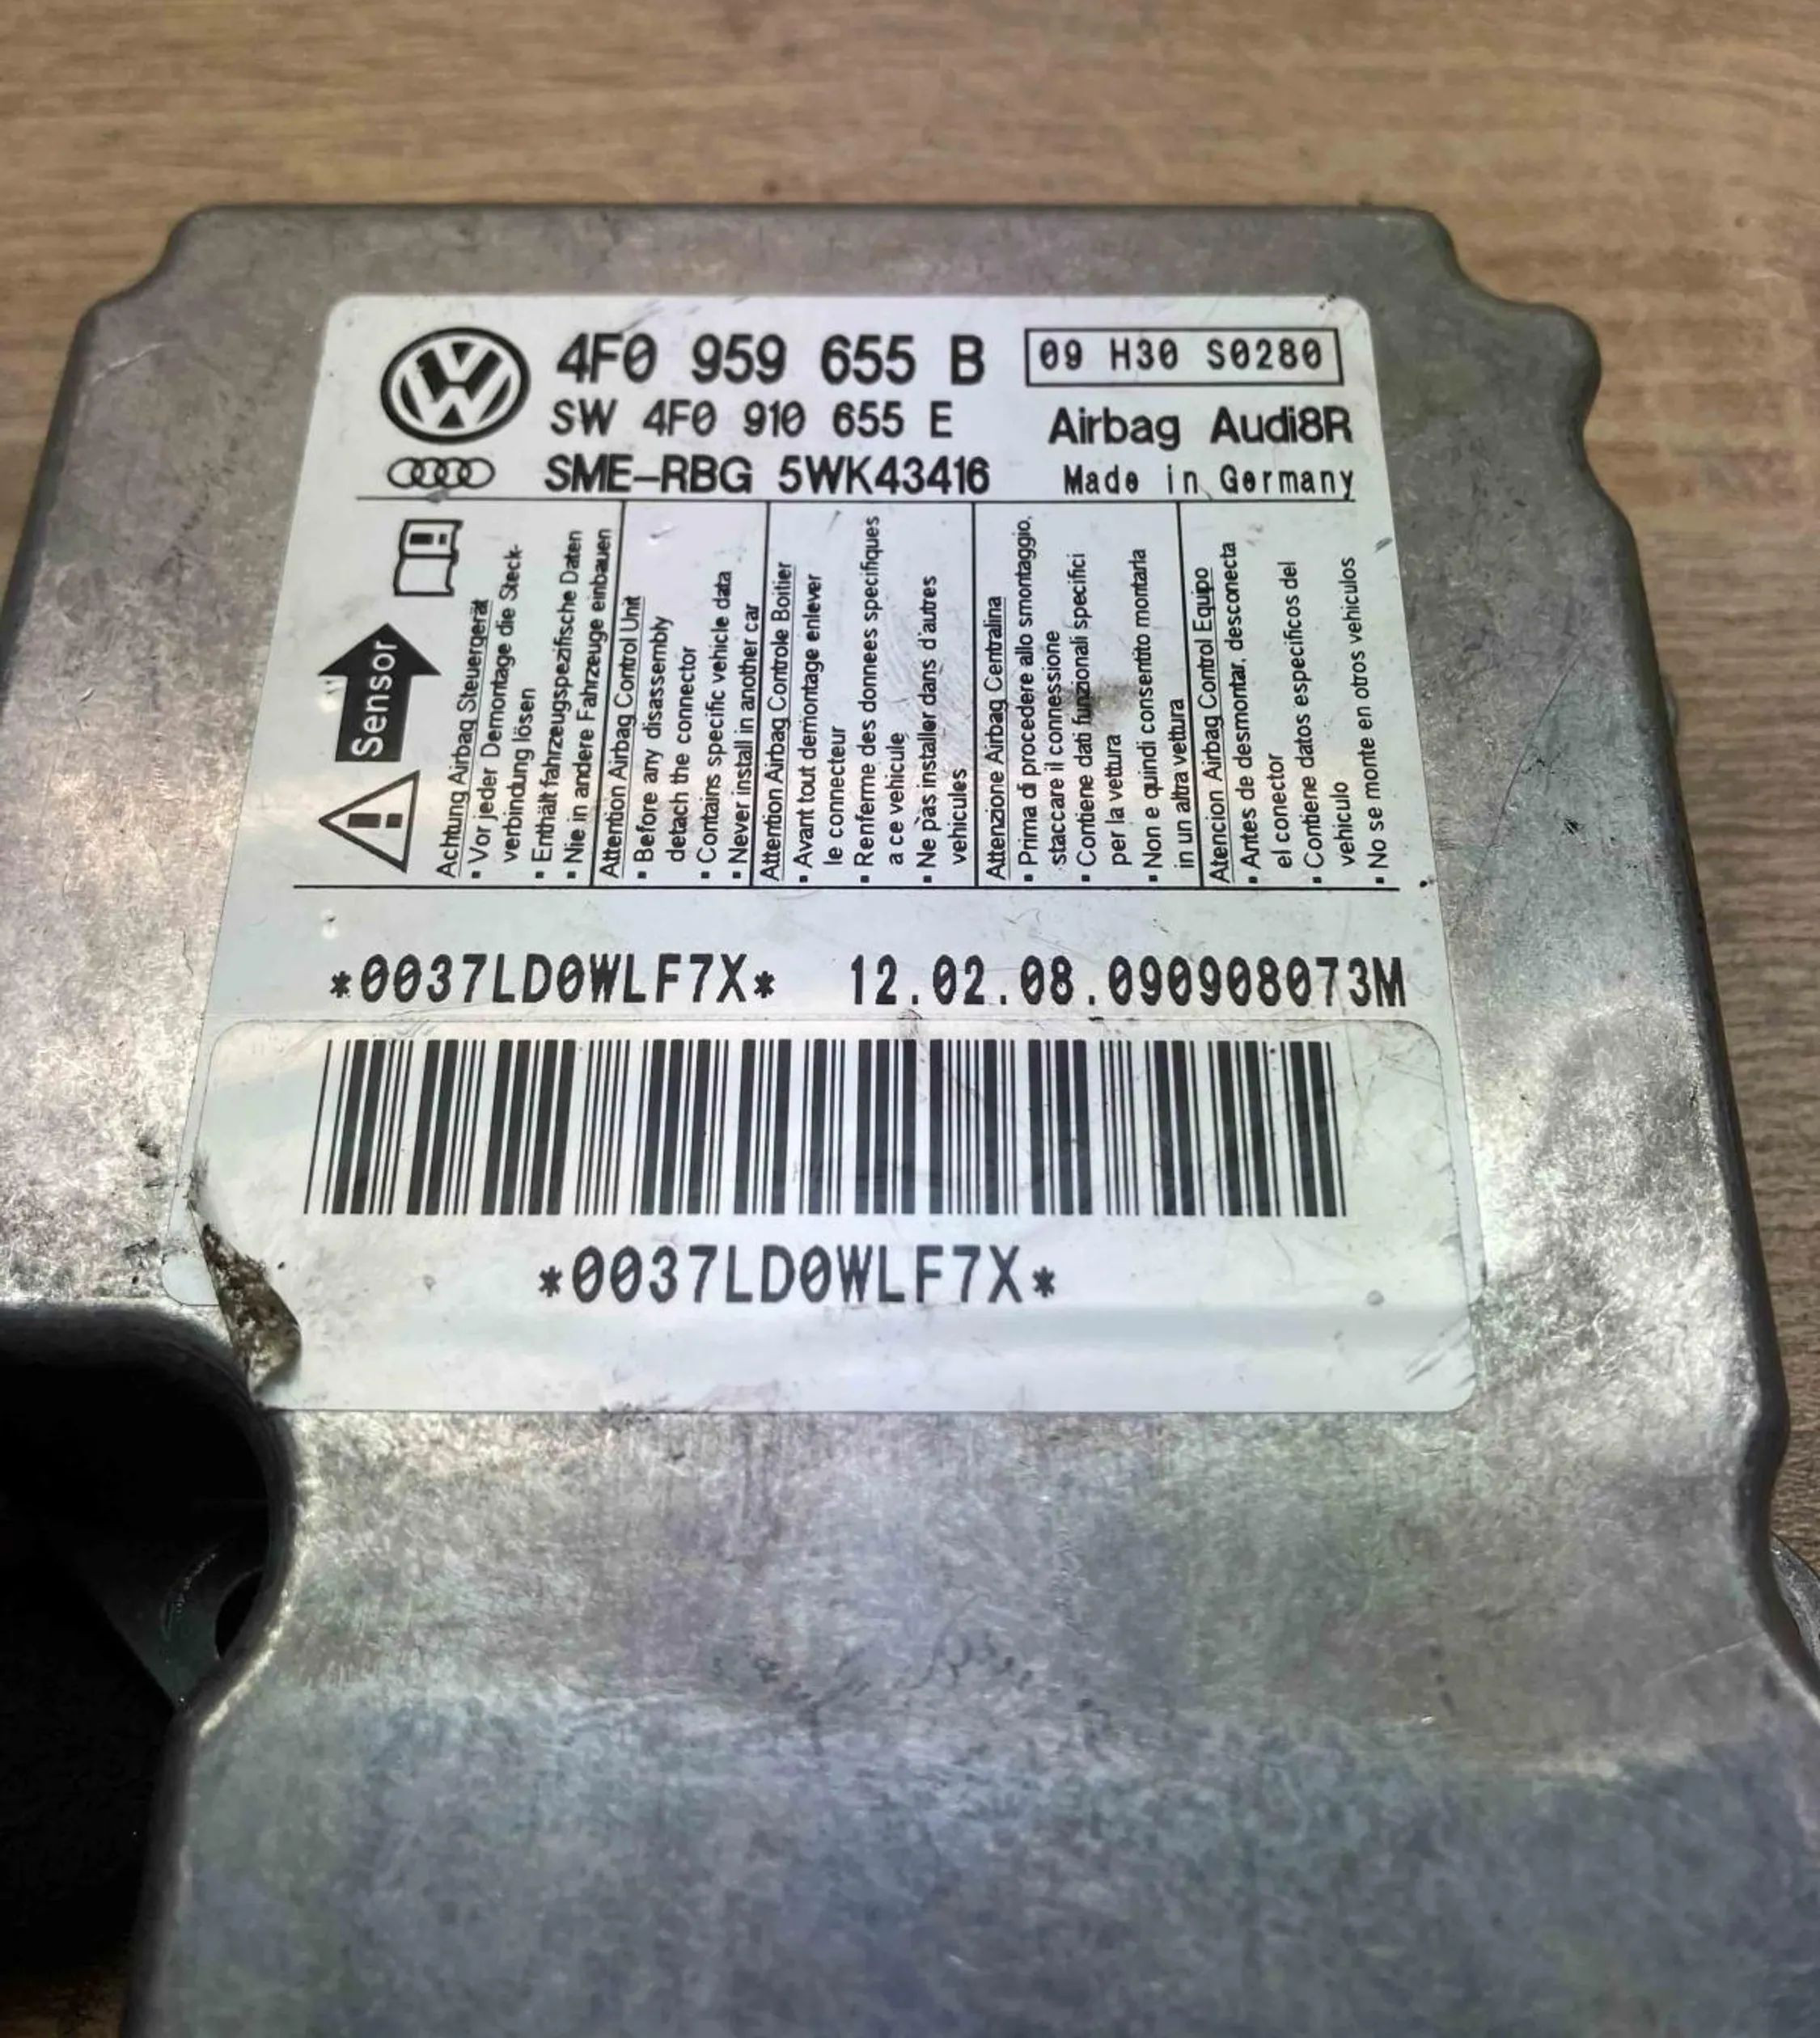 4F0 959 655 B
09 H30 S0280
SW 4F0 910 655 E
Airbag Audi8R
SME-RBG 5WK43416
Made in Germany
Sensor
Achtung Airbag Steuergerät
▪ Vor jeder Demontage die Steck-
verbindung lösen
▪ Enthält fahrzeugspezifische Daten
▪ Nie in andere Fahrzeuge einbauen
Attention Airbag Control Unit
▪ Before any disassembly
detach the connector
▪ Contains specific vehicle data
▪ Never install in another car
Attention Airbag Controle Boitier
▪ Avant tout demontage enlever
le connecteur
▪ Renferme des donnees specifiques
a ce vehicule
▪ Ne pas installer dans d'autres
vehicules
Attenzione Airbag Centralina
▪ Prima di procedere allo smontaggio,
staccare il connessione
▪ Contiene dati funzionali specifici
per la vettura
▪ Non e quindi consentito montarla
in un altra vettura
Atencion Airbag Control Equipo
▪ Antes de desmontar, desconecta
el conector
▪ Contiene datos especificos del
vehiculo
▪ No se monte en otros vehiculos
*0037LD0WLF7X* 12.02.08.090908073M
*0037LD0WLF7X*